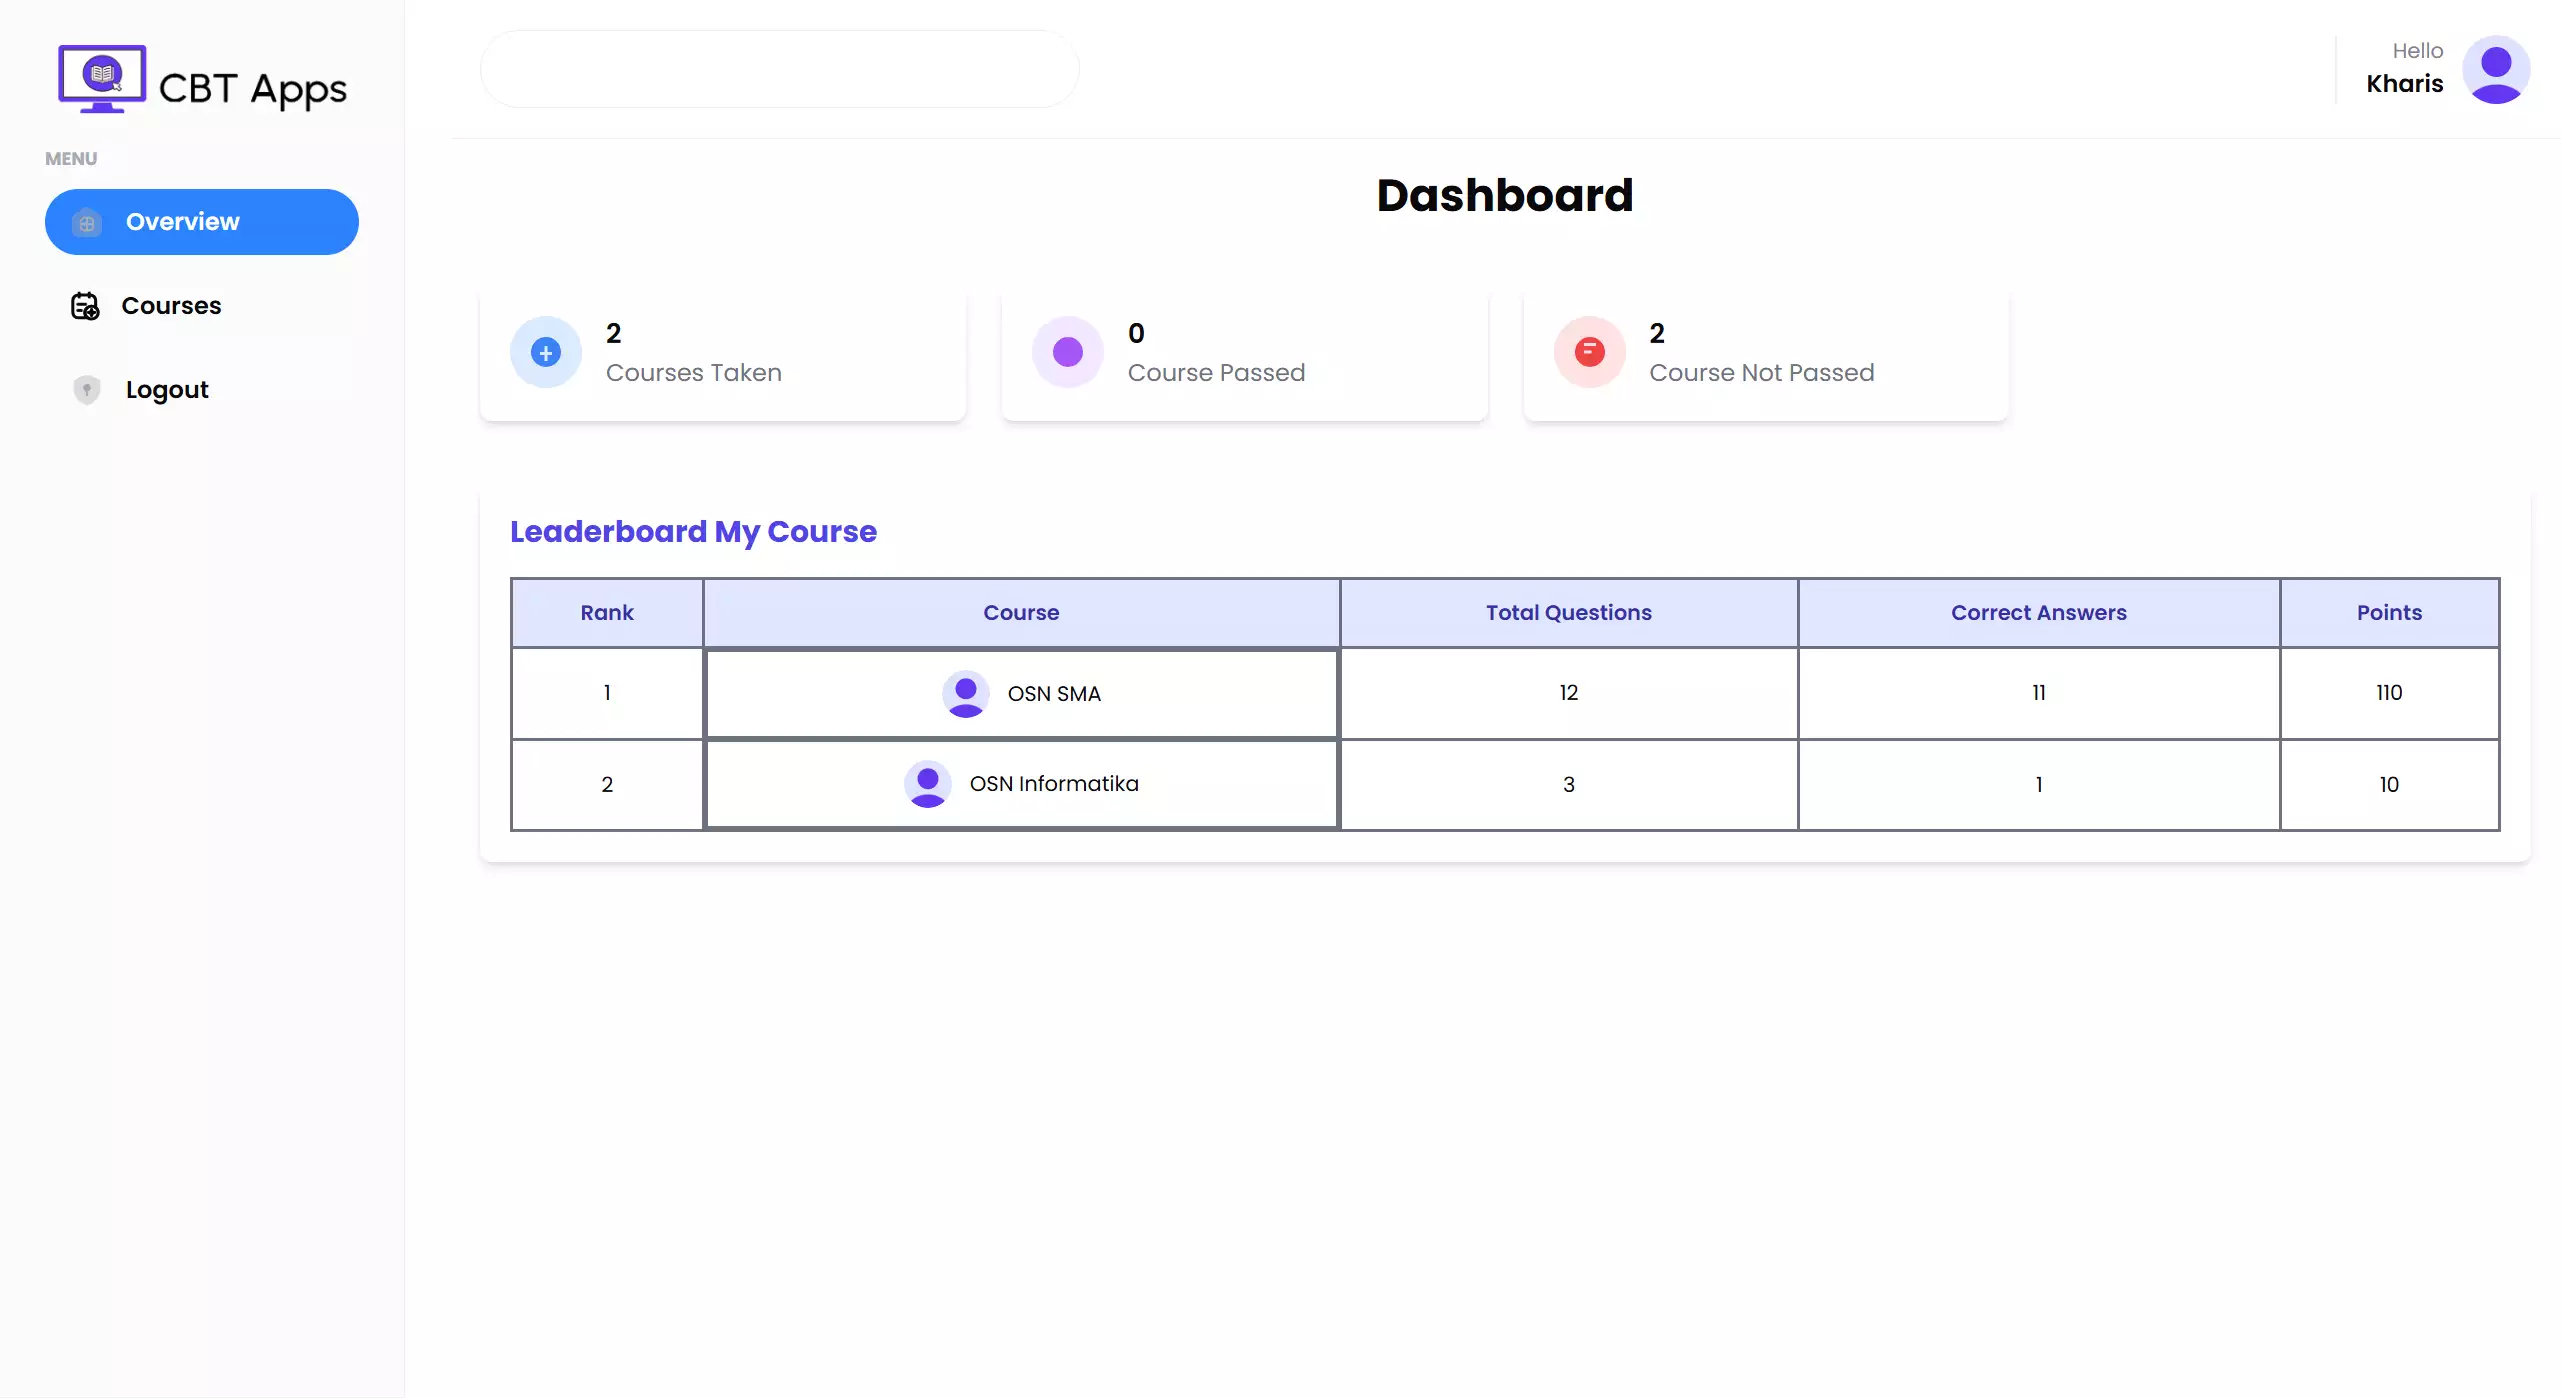 CBT Apps
Hello
Kharis
MENU
Overview
Courses
Logout
Dashboard
2
Courses Taken
0
Course Passed
2
Course Not Passed
Leaderboard My Course
Rank Course Total Questions Correct Answers Points
1 OSN SMA 12 11 110
2 OSN Informatika 3 1 10